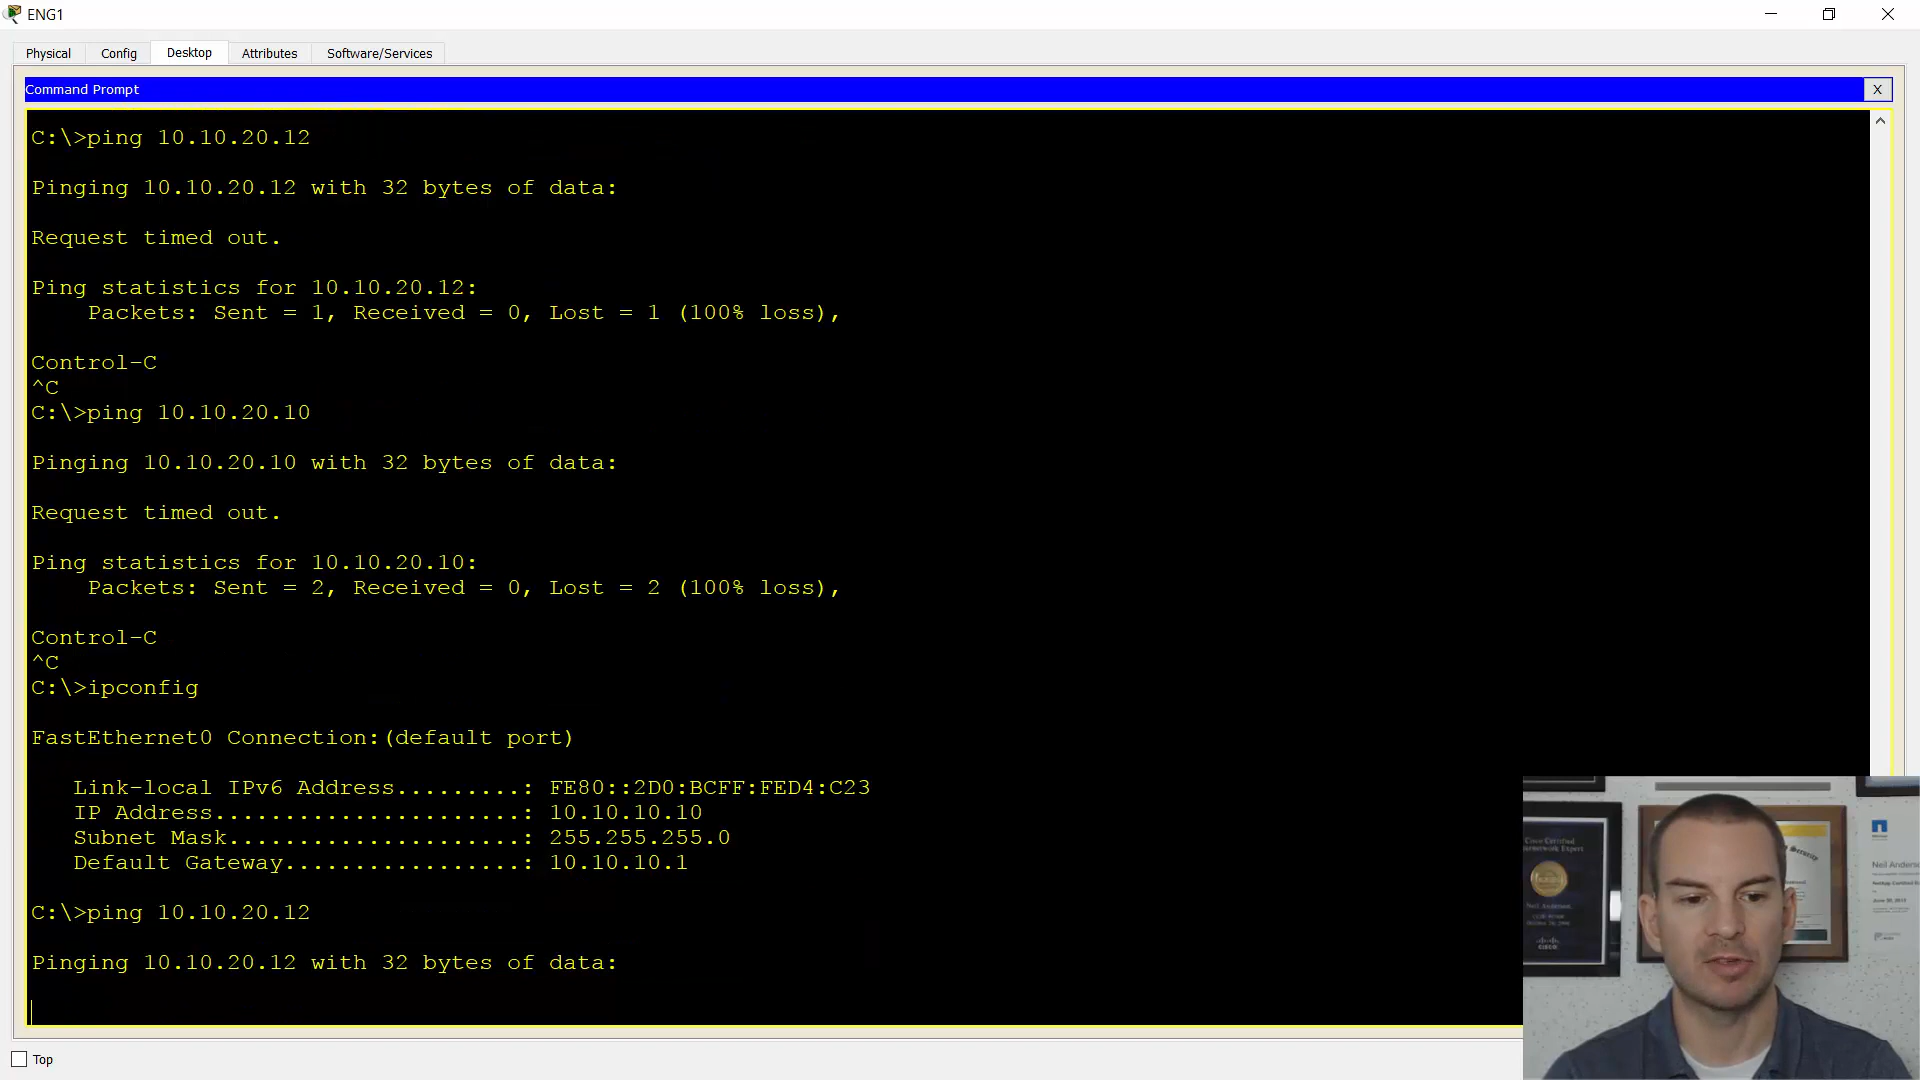 ENG1
Physical Config Desktop Attributes Software/Services
Command Prompt
X
C:\>ping 10.10.20.12
Pinging 10.10.20.12 with 32 bytes of data:
Request timed out.
Ping statistics for 10.10.20.12:
Packets: Sent = 1, Received = 0, Lost = 1 (100% loss),
Control-C
^C
C:\>ping 10.10.20.10
Pinging 10.10.20.10 with 32 bytes of data:
Request timed out.
Ping statistics for 10.10.20.10:
Packets: Sent = 2, Received = 0, Lost = 2 (100% loss),
Control-C
^C
C:\>ipconfig
FastEthernet0 Connection:(default port)
Link-local IPv6 Address.........: FE80::2D0:BCFF:FED4:C23
IP Address......................: 10.10.10.10
Subnet Mask.....................: 255.255.255.0
Default Gateway.................: 10.10.10.1
C:\>ping 10.10.20.12
Pinging 10.10.20.12 with 32 bytes of data:
Top
Cisco Certified
Neil Anderson